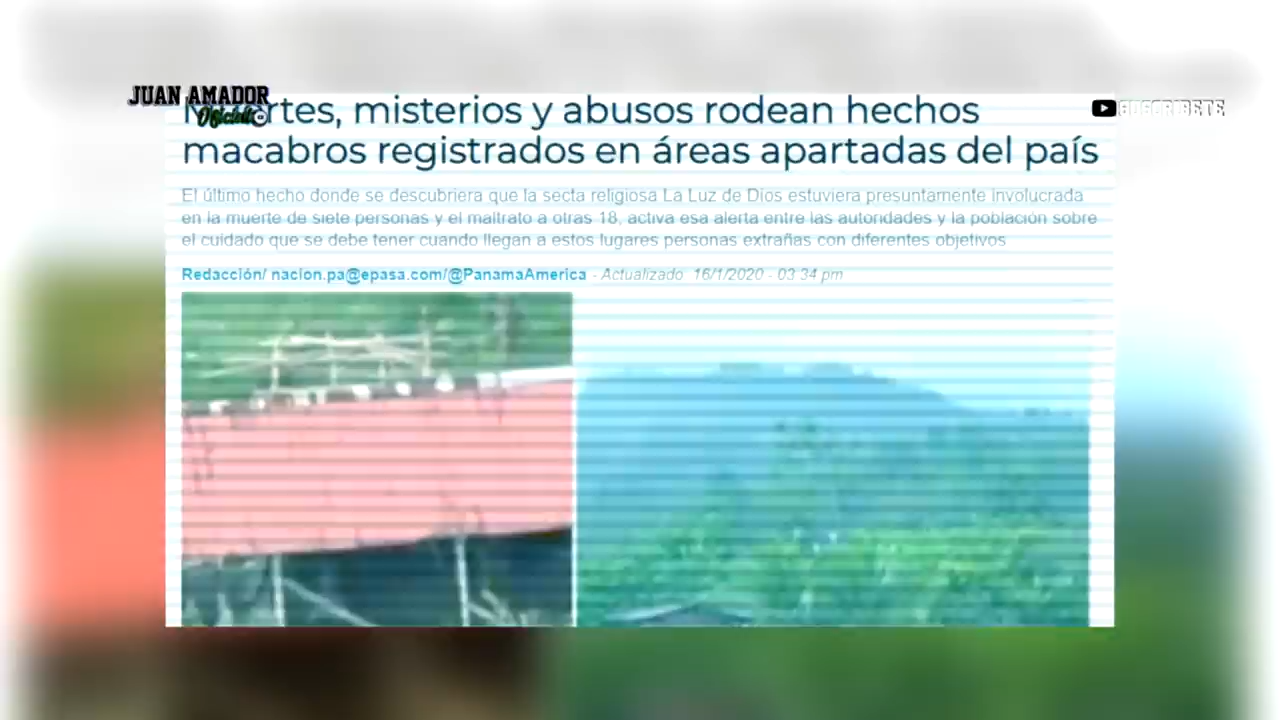 JUAN AMADOR
Oficial
SUSCRIBETE
rtes, misterios y abusos rodean hechos
macabros registrados en áreas apartadas del país
El último hecho donde se descubriera que la secta religiosa La Luz de Dios estuviera presuntamente involucrada
en la muerte de siete personas y el maltrato a otras 18, activa esa alerta entre las autoridades y la población sobre
el cuidado que se debe tener cuando llegan a estos lugares personas extrañas con diferentes objetivos
Redacción/ nacion.pa@epasa.com/@PanamaAmerica - Actualizado: 16/1/2020 - 03:34 pm